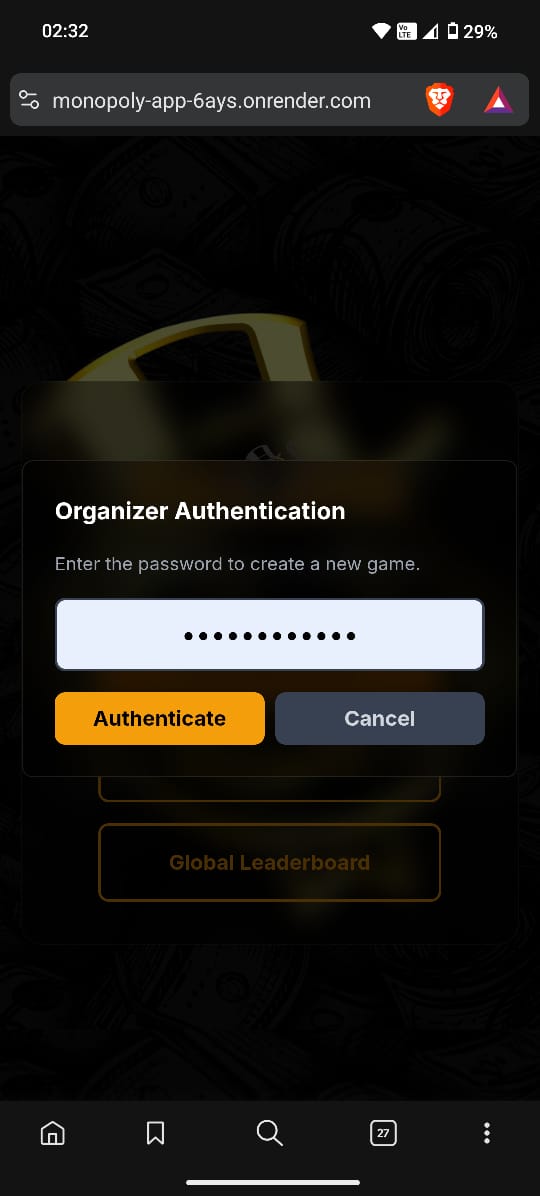 02:32
Vo LTE 29%
monopoly-app-6ays.onrender.com
Organizer Authentication
Enter the password to create a new game.
••••••••••••
Authenticate Cancel
Global Leaderboard
27